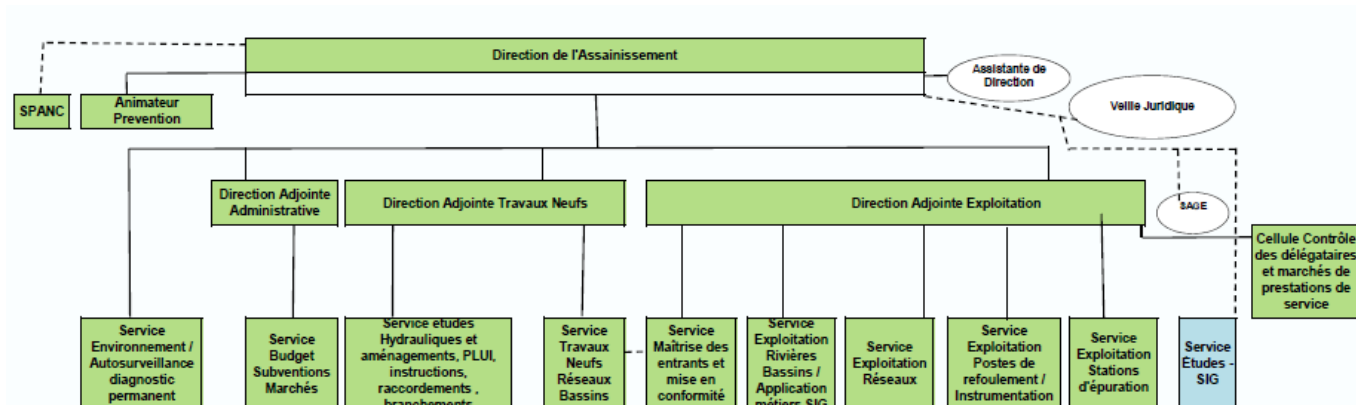 Direction de l'Assainissement
Assistante de
Direction
Veille Juridique
SPANC
Animateur
Prevention
Direction Adjointe
Administrative
Direction Adjointe Travaux Neufs
Direction Adjointe Exploitation
SAGE
Cellule Contrôle
des délégataires
et marchés de
prestations de
service
Service
Environnement /
Autosurveillance
diagnostic
permanent
Service
Budget
Subventions
Marchés
Service etudes
Hydrauliques et
aménagements, PLUI,
instructions,
raccordements ,
branchements
Service
Travaux
Neufs
Réseaux
Bassins
Service
Maîtrise des
entrants et
mise en
conformité
Service
Exploitation
Rivières
Bassins /
Application
métiers SIG
Service
Exploitation
Réseaux
Service
Exploitation
Postes de
refoulement /
Instrumentation
Service
Exploitation
Stations
d'épuration
Service
Études -
SIG